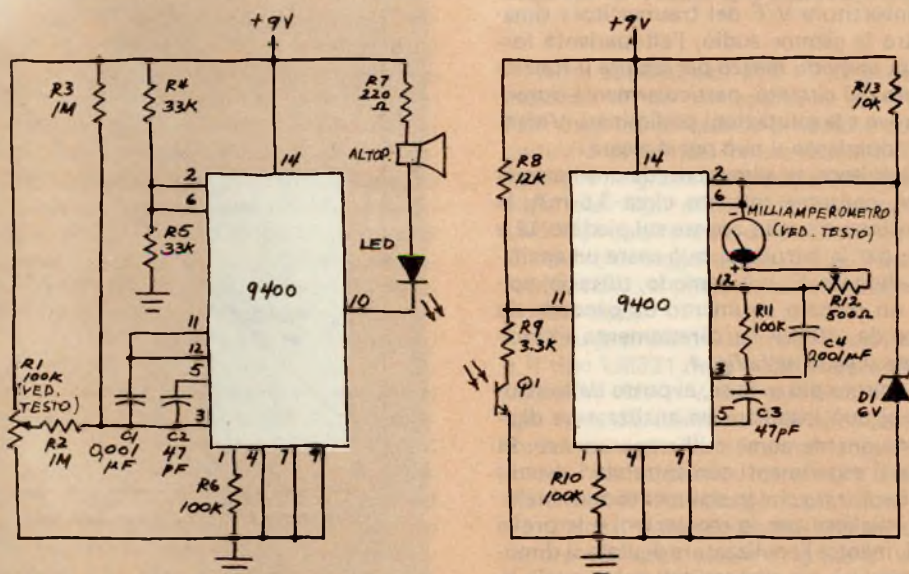 +9V
R3
1M
R4
33K
R7
220
Ω
14
ALTOP.
2
6
R5
33K
LED
9400
10
11
12
5
3
R1
100K
(VED.
TESTO)
R2
1M
C1
0,001
µF
C2
47
PF
1 4 7 9
R6
100K
+9V
R13
10K
R8
12K
14
2
6
MILLIAMPEROMETRO
(VED. TESTO)
-
+
12
9400
11
R9
3.3K
R11
100K
R12
500Ω
C4
0,001µF
Q1
3
5
C3
47PF
D1
6V
1 4 9
R10
100K